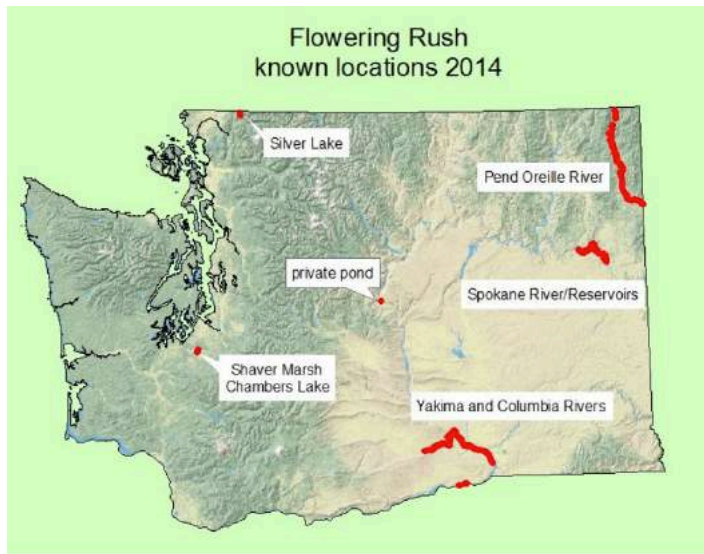 Flowering Rush
known locations 2014
Silver Lake
Pend Oreille River
private pond
Spokane River/Reservoirs
Shaver Marsh
Chambers Lake
Yakima and Columbia Rivers